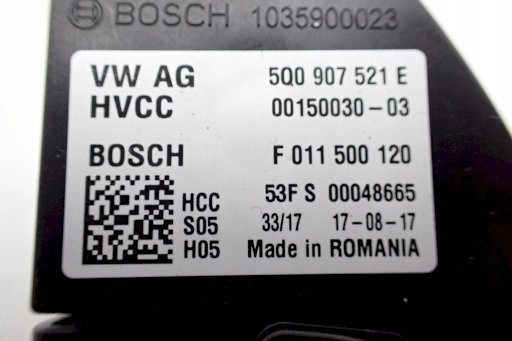 BOSCH 1035900023
VW AG 5Q0 907 521 E
HVCC 00150030-03
BOSCH F 011 500 120
HCC 53F S 00048665
S05 33/17 17-08-17
H05 Made in ROMANIA